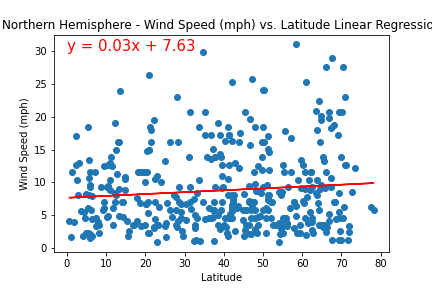 Northern Hemisphere - Wind Speed (mph) vs. Latitude Linear Regressio
y = 0.03x + 7.63
30
25
20
15
10
5
0
Wind Speed (mph)
0 10 20 30 40 50 60 70 80
Latitude